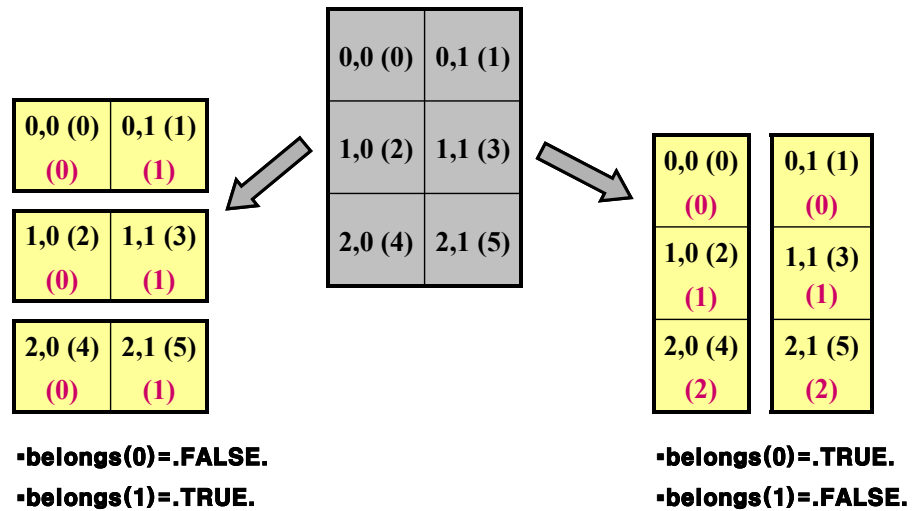 0,0 (0) 0,1 (1)
1,0 (2) 1,1 (3)
2,0 (4) 2,1 (5)
0,0 (0) 0,1 (1)
(0) (1)
1,0 (2) 1,1 (3)
(0) (1)
2,0 (4) 2,1 (5)
(0) (1)
▪belongs(0)=.FALSE.
▪belongs(1)=.TRUE.
0,0 (0) 0,1 (1)
(0) (0)
1,0 (2) 1,1 (3)
(1) (1)
2,0 (4) 2,1 (5)
(2) (2)
▪belongs(0)=.TRUE.
▪belongs(1)=.FALSE.